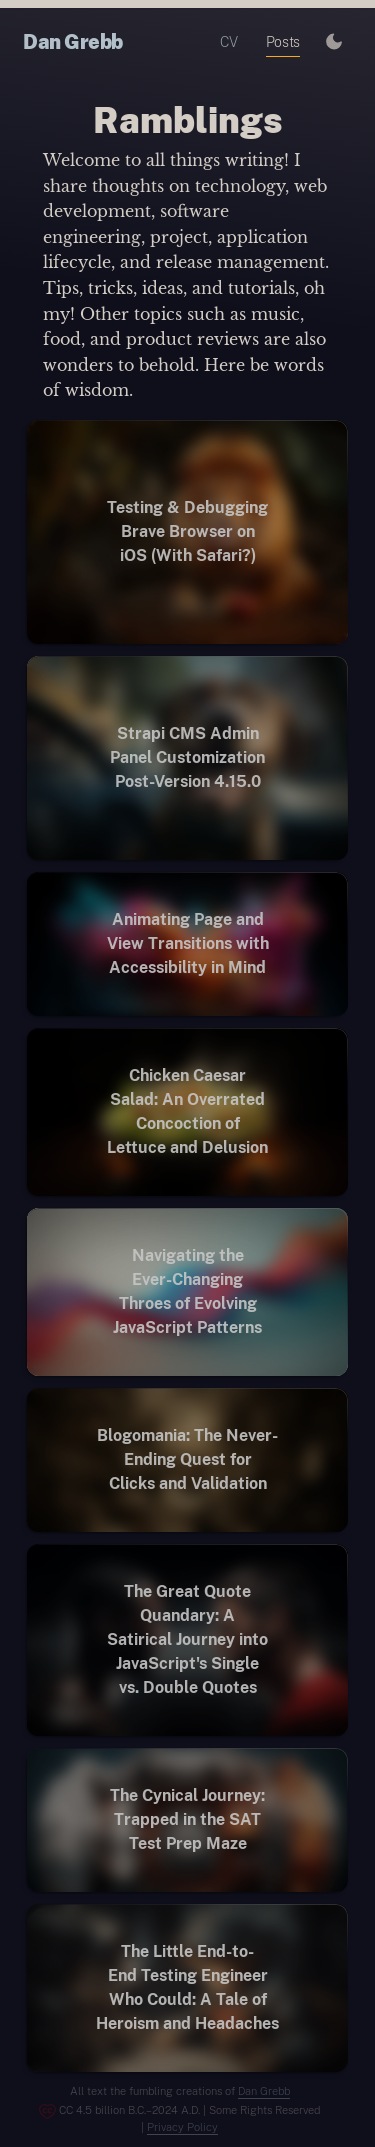 Dan Grebb
CV
Posts
Ramblings
Welcome to all things writing! I
share thoughts on technology, web
development, software
engineering, project, application
lifecycle, and release management.
Tips, tricks, ideas, and tutorials, oh
my! Other topics such as music,
food, and product reviews are also
wonders to behold. Here be words
of wisdom.
Testing & Debugging
Brave Browser on
iOS (With Safari?)
Strapi CMS Admin
Panel Customization
Post-Version 4.15.0
Animating Page and
View Transitions with
Accessibility in Mind
Chicken Caesar
Salad: An Overrated
Concoction of
Lettuce and Delusion
Navigating the
Ever-Changing
Throes of Evolving
JavaScript Patterns
Blogomania: The Never-
Ending Quest for
Clicks and Validation
The Great Quote
Quandary: A
Satirical Journey into
JavaScript's Single
vs. Double Quotes
The Cynical Journey:
Trapped in the SAT
Test Prep Maze
The Little End-to-
End Testing Engineer
Who Could: A Tale of
Heroism and Headaches
All text the fumbling creations of Dan Grebb
CC 4.5 billion B.C.–2024 A.D. | Some Rights Reserved
| Privacy Policy